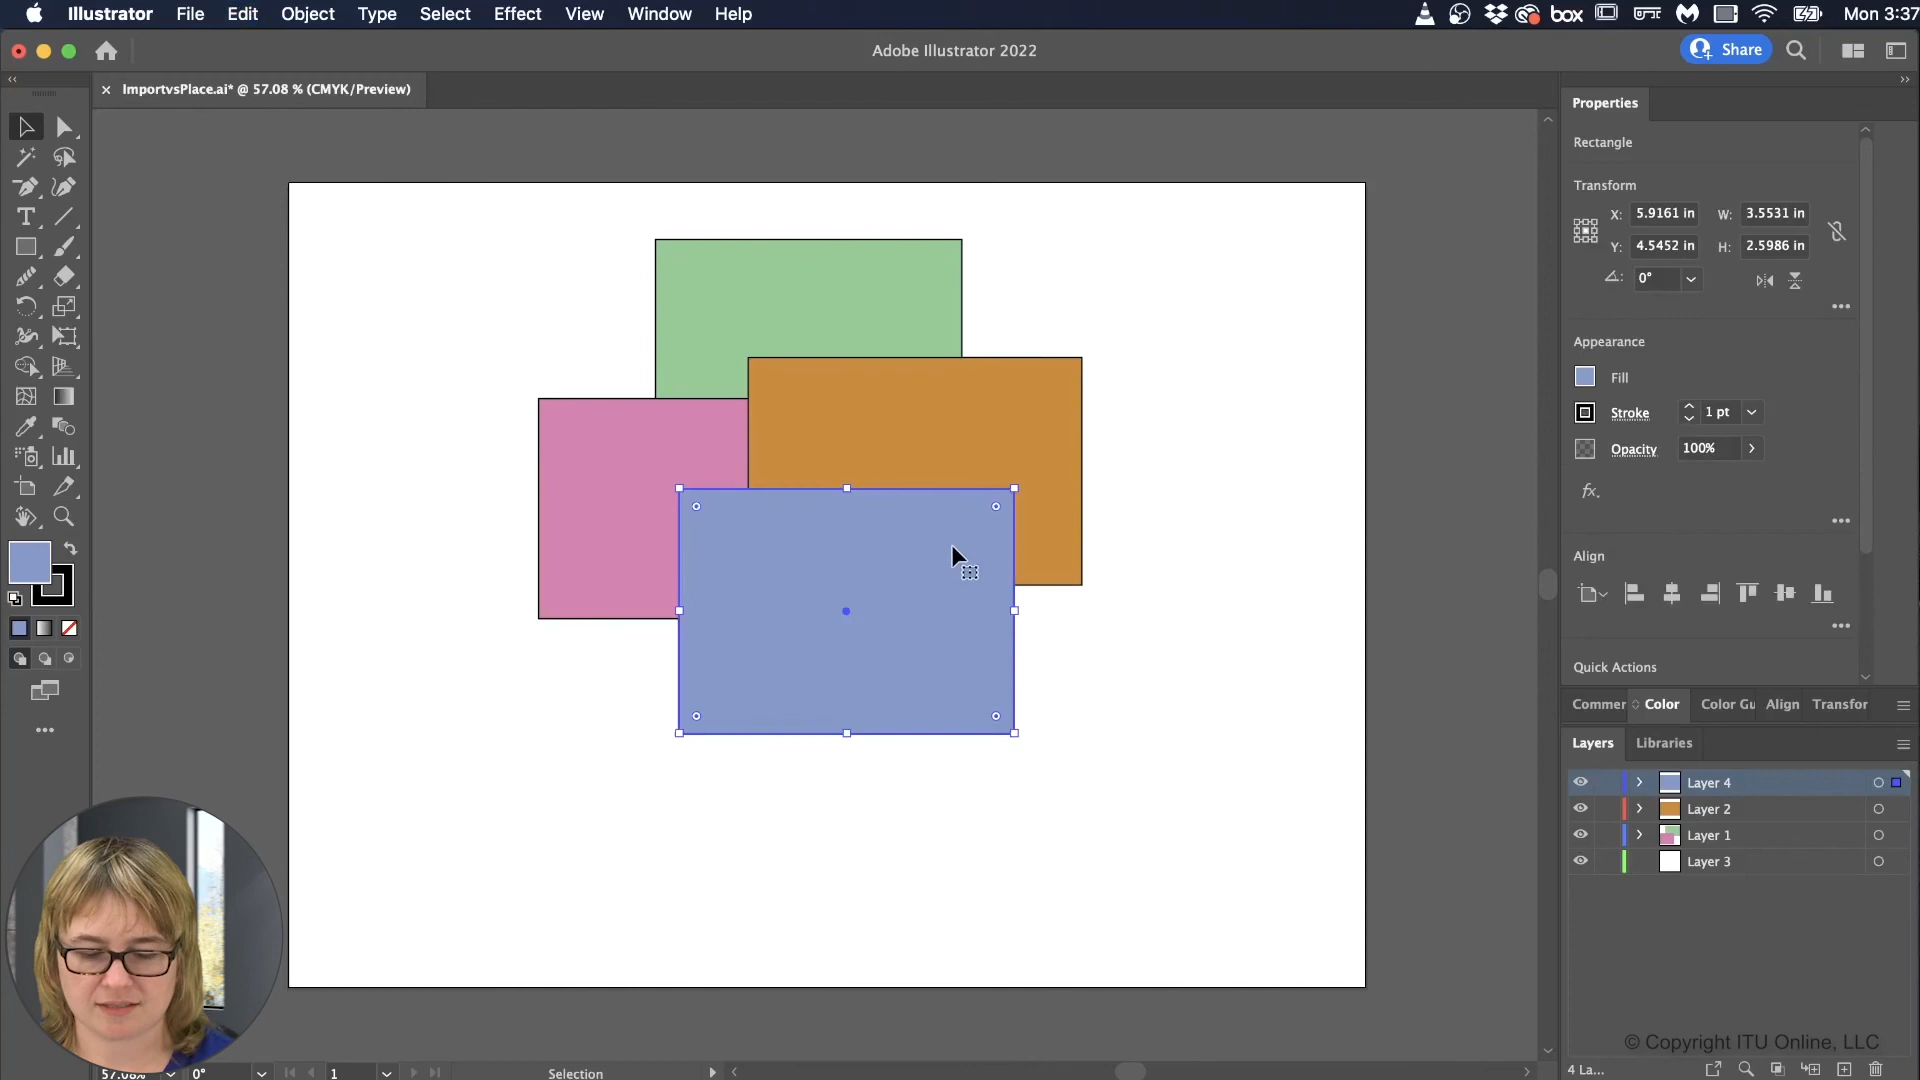 Illustrator File Edit Object Type Select Effect View Window Help
box
Mon 3:37
Adobe Illustrator 2022
Share
ImportvsPlace.ai* @ 57.08 % (CMYK/Preview)
Properties
Rectangle
Transform
X: 5.9161 in W: 3.5531 in
Y: 4.5452 in H: 2.5986 in
0°
Appearance
Fill
Stroke 1 pt
Opacity 100%
fx.
Align
Quick Actions
Commer Color Color Gu Align Transfor
Layers Libraries
Layer 4
Layer 2
Layer 1
Layer 3
© Copyright ITU Online, LLC
57.08% 0° 1 Selection
4 La...